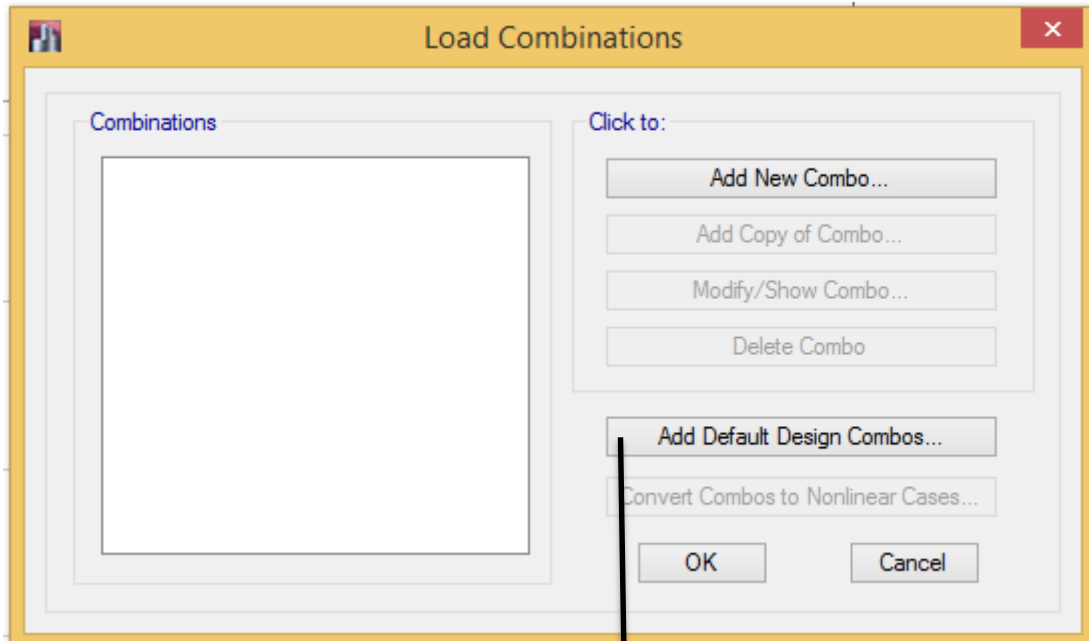 Load Combinations
Combinations
Click to:
Add New Combo...
Add Copy of Combo...
Modify/Show Combo...
Delete Combo
Add Default Design Combos...
Convert Combos to Nonlinear Cases...
OK
Cancel